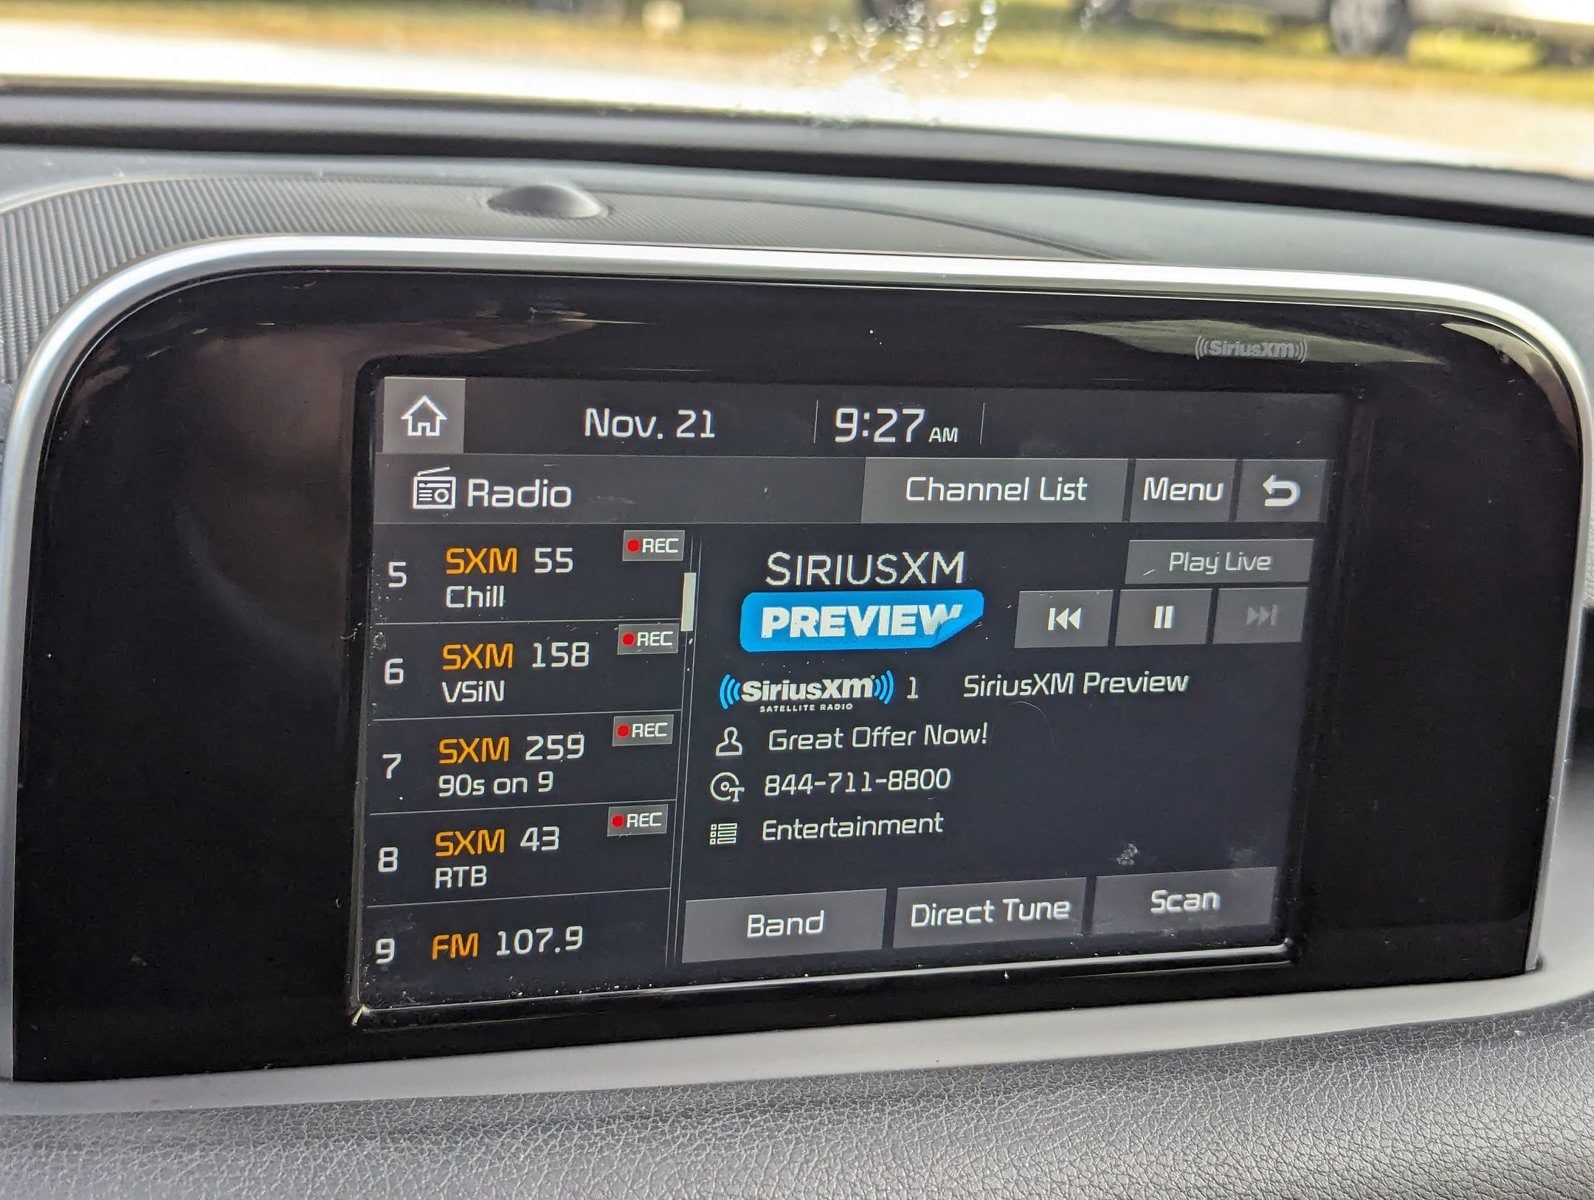 SiriusXM
Nov. 21 9:27 AM
Radio Channel List Menu
5 SXM 55 REC
Chill
6 SXM 158 REC
VSiN
7 SXM 259 REC
90s on 9
8 SXM 43 REC
RTB
9 FM 107.9
SIRIUSXM
PREVIEW
Play Live
SiriusXM 1 SiriusXM Preview
SATELLITE RADIO
Great Offer Now!
844-711-8800
Entertainment
Band Direct Tune Scan